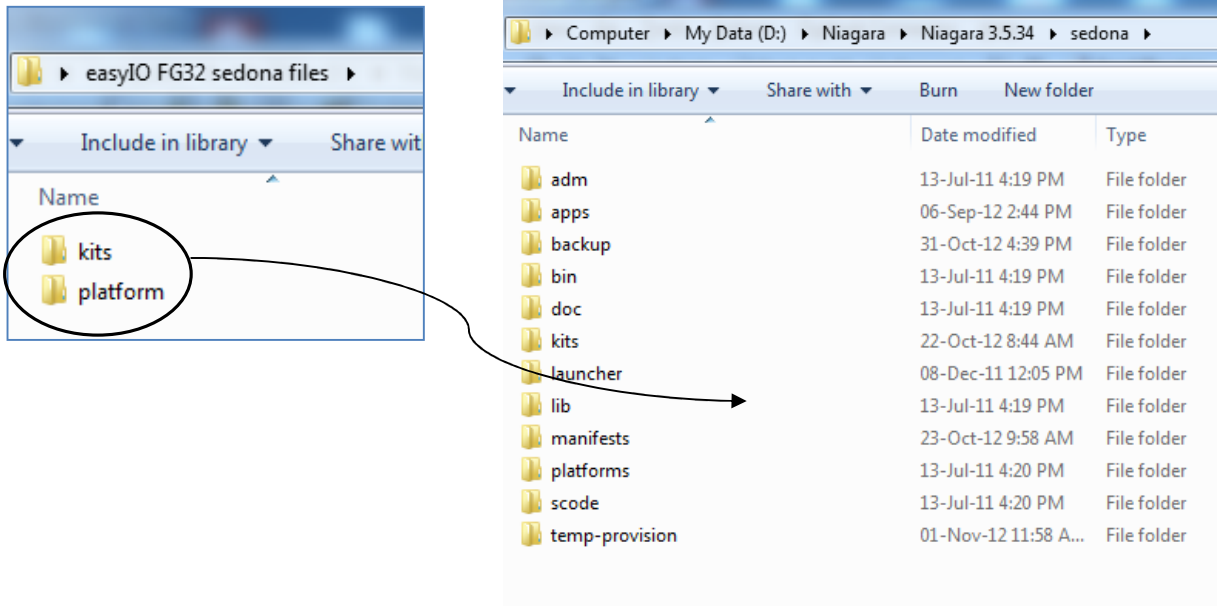 easyIO FG32 sedona files
Include in library Share wit
Name
kits
platform
Computer My Data (D:) Niagara Niagara 3.5.34 sedona
Include in library Share with Burn New folder
Name Date modified Type
adm 13-Jul-11 4:19 PM File folder
apps 06-Sep-12 2:44 PM File folder
backup 31-Oct-12 4:39 PM File folder
bin 13-Jul-11 4:19 PM File folder
doc 13-Jul-11 4:19 PM File folder
kits 22-Oct-12 8:44 AM File folder
launcher 08-Dec-11 12:05 PM File folder
lib 13-Jul-11 4:19 PM File folder
manifests 23-Oct-12 9:58 AM File folder
platforms 13-Jul-11 4:20 PM File folder
scode 13-Jul-11 4:20 PM File folder
temp-provision 01-Nov-12 11:58 A... File folder